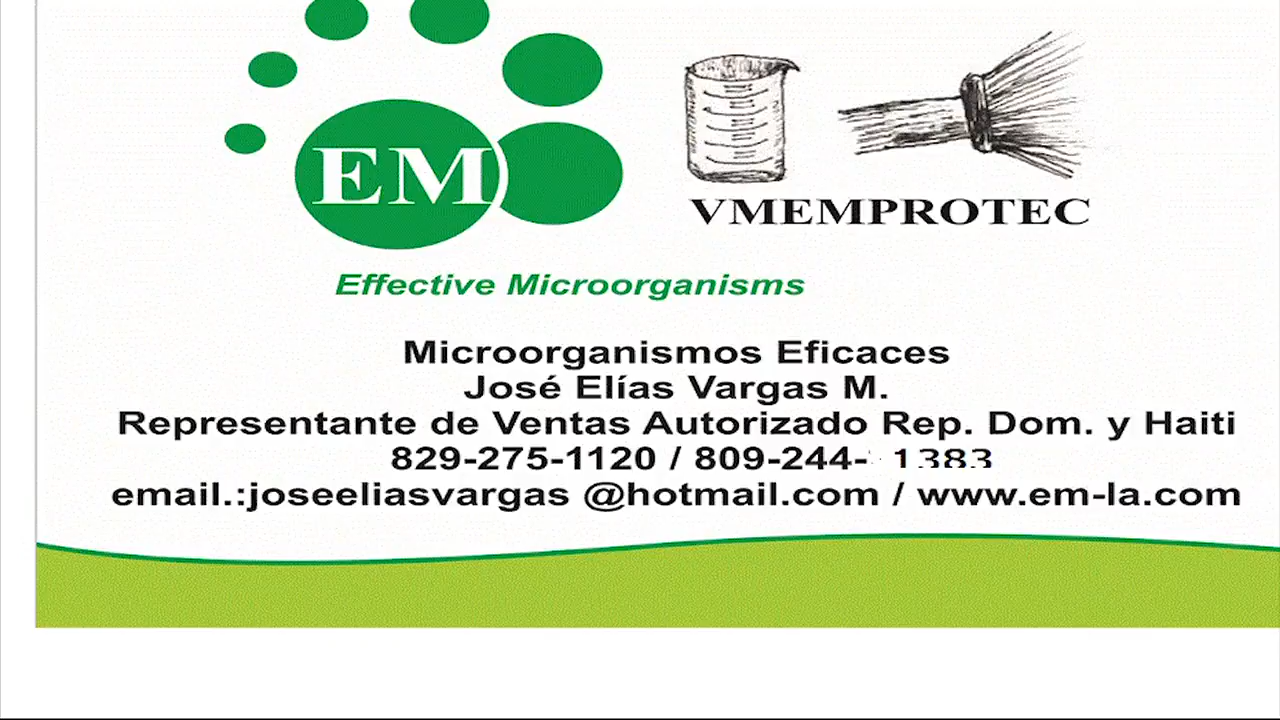 EM
VMEMPROTEC
Effective Microorganisms
Microorganismos Eficaces
José Elías Vargas M.
Representante de Ventas Autorizado Rep. Dom. y Haiti
829-275-1120 / 809-244-1383
email.:joseeliasvargas @hotmail.com / www.em-la.com